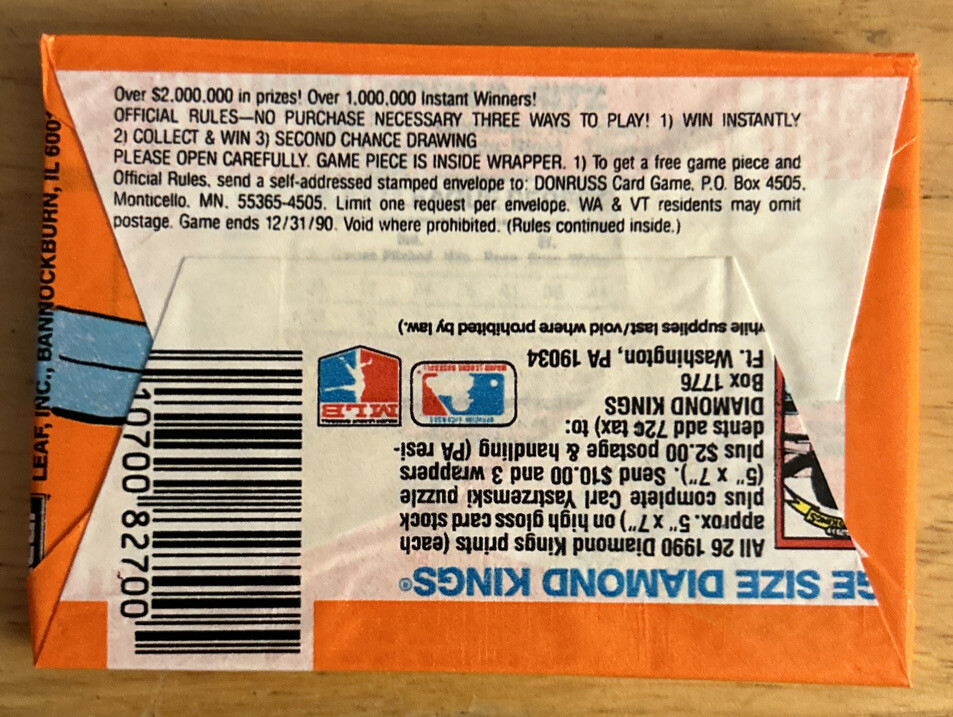 Over $2.000.000 in prizes! Over 1,000,000 Instant Winners!
OFFICIAL RULES—NO PURCHASE NECESSARY THREE WAYS TO PLAY! 1) WIN INSTANTLY
2) COLLECT & WIN 3) SECOND CHANCE DRAWING
PLEASE OPEN CAREFULLY. GAME PIECE IS INSIDE WRAPPER. 1) To get a free game piece and
Official Rules, send a self-addressed stamped envelope to: DONRUSS Card Game, P.O. Box 4505,
Monticello, MN. 55365-4505. Limit one request per envelope. WA & VT residents may omit
postage. Game ends 12/31/90. Void where prohibited. (Rules continued inside.)
LEAF, INC., BANNOCKBURN, IL 600
GE SIZE DIAMOND KINGS®
All 26 1990 Diamond Kings prints (each
approx. 5" x 7") on high gloss card stock
plus complete Carl Yastrzemski puzzle
(5" x 7"). Send $10.00 and 3 wrappers
plus $2.00 postage & handling (PA resi-
dents add 72¢ tax) to:
DIAMOND KINGS
Box 1776
Ft. Washington, PA 19034
while supplies last/void where prohibited by law.)
MLB
MAJOR LEAGUE BASEBALL
10700 82700